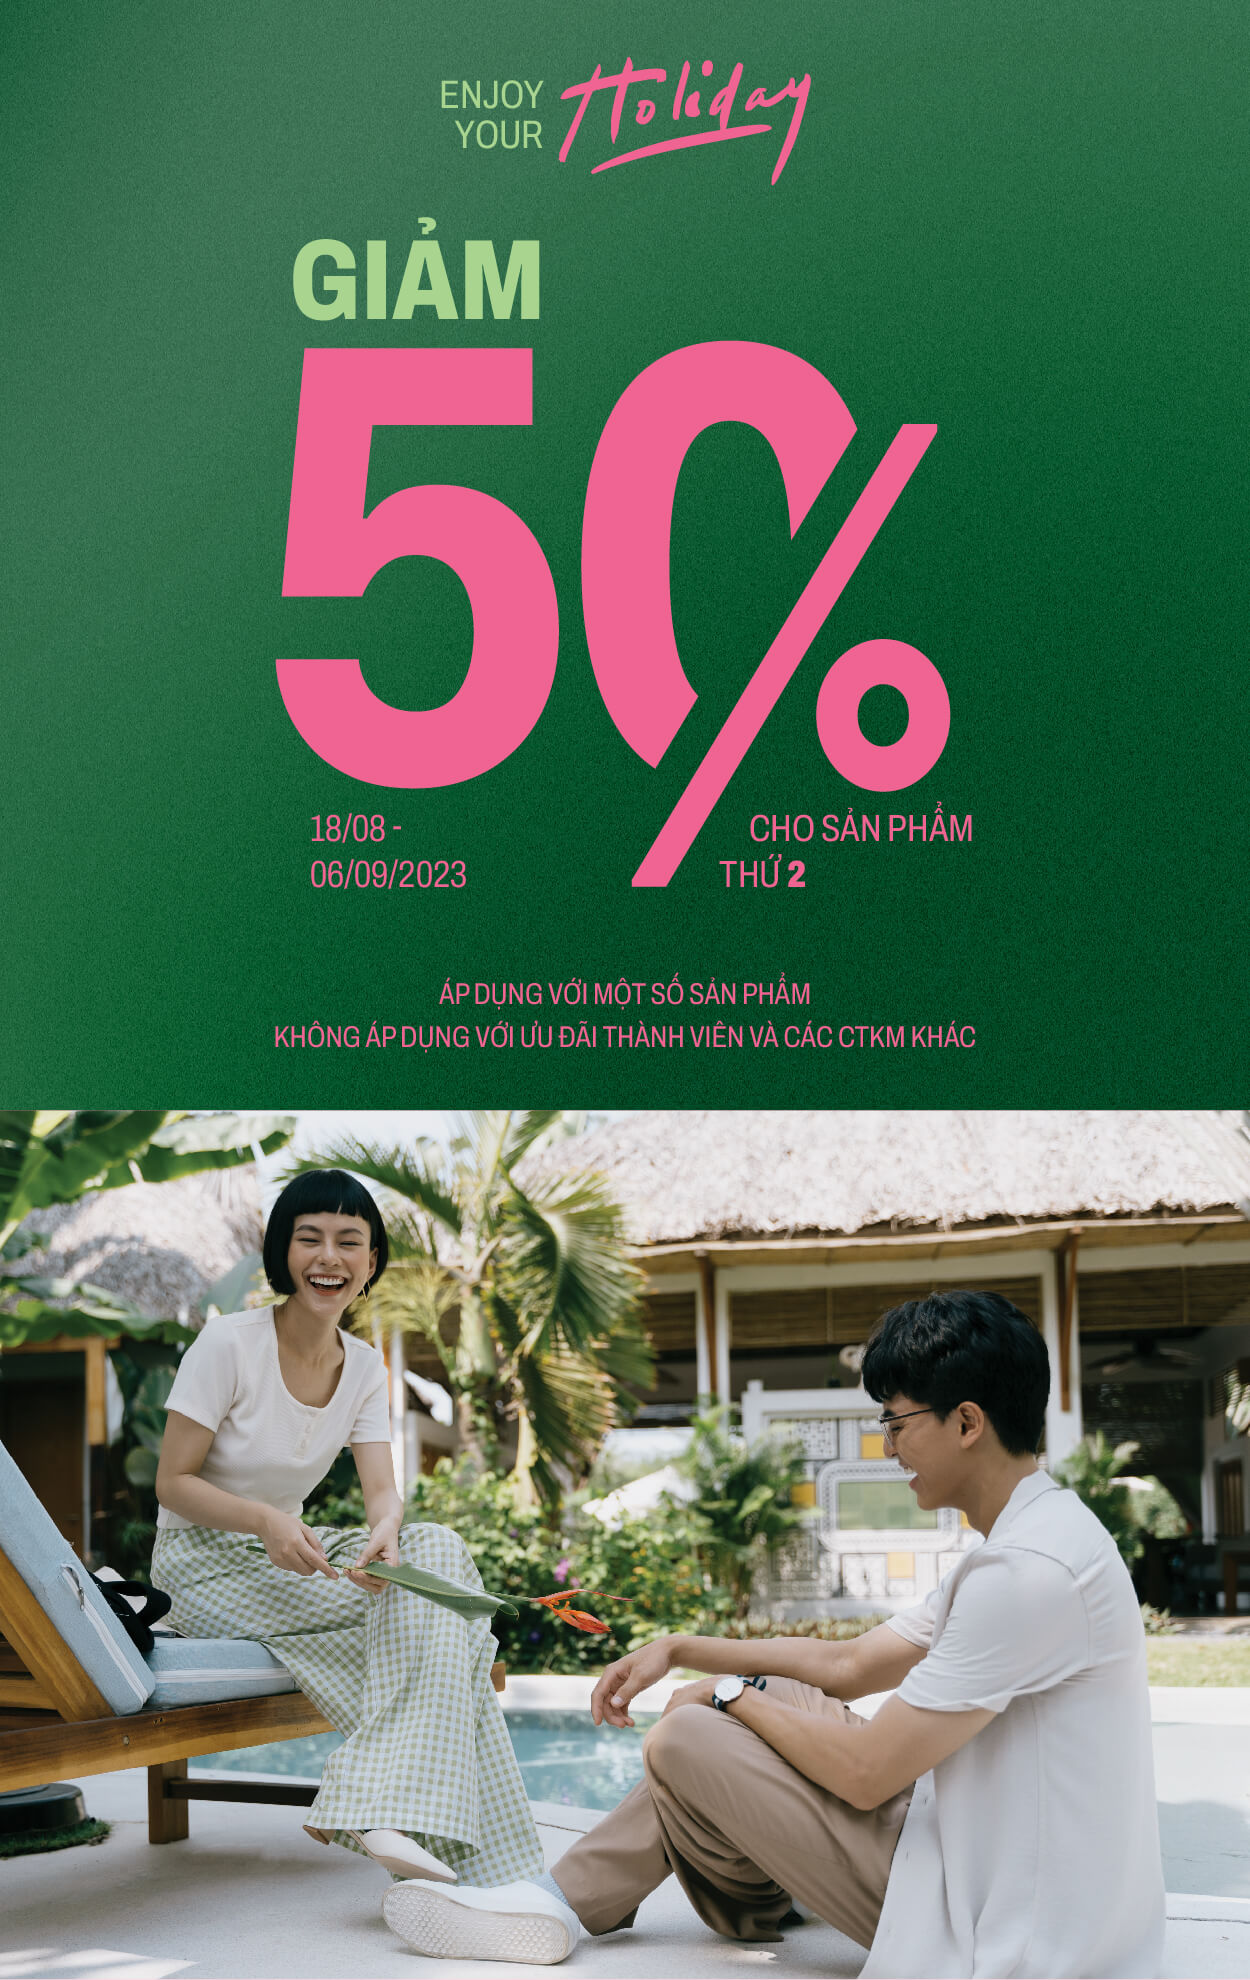 ENJOY
YOUR Holiday
GIẢM
50%
18/08 -
06/09/2023
CHO SẢN PHẨM
THỨ 2
ÁP DỤNG VỚI MỘT SỐ SẢN PHẨM
KHÔNG ÁP DỤNG VỚI ƯU ĐÃI THÀNH VIÊN VÀ CÁC CTKM KHÁC